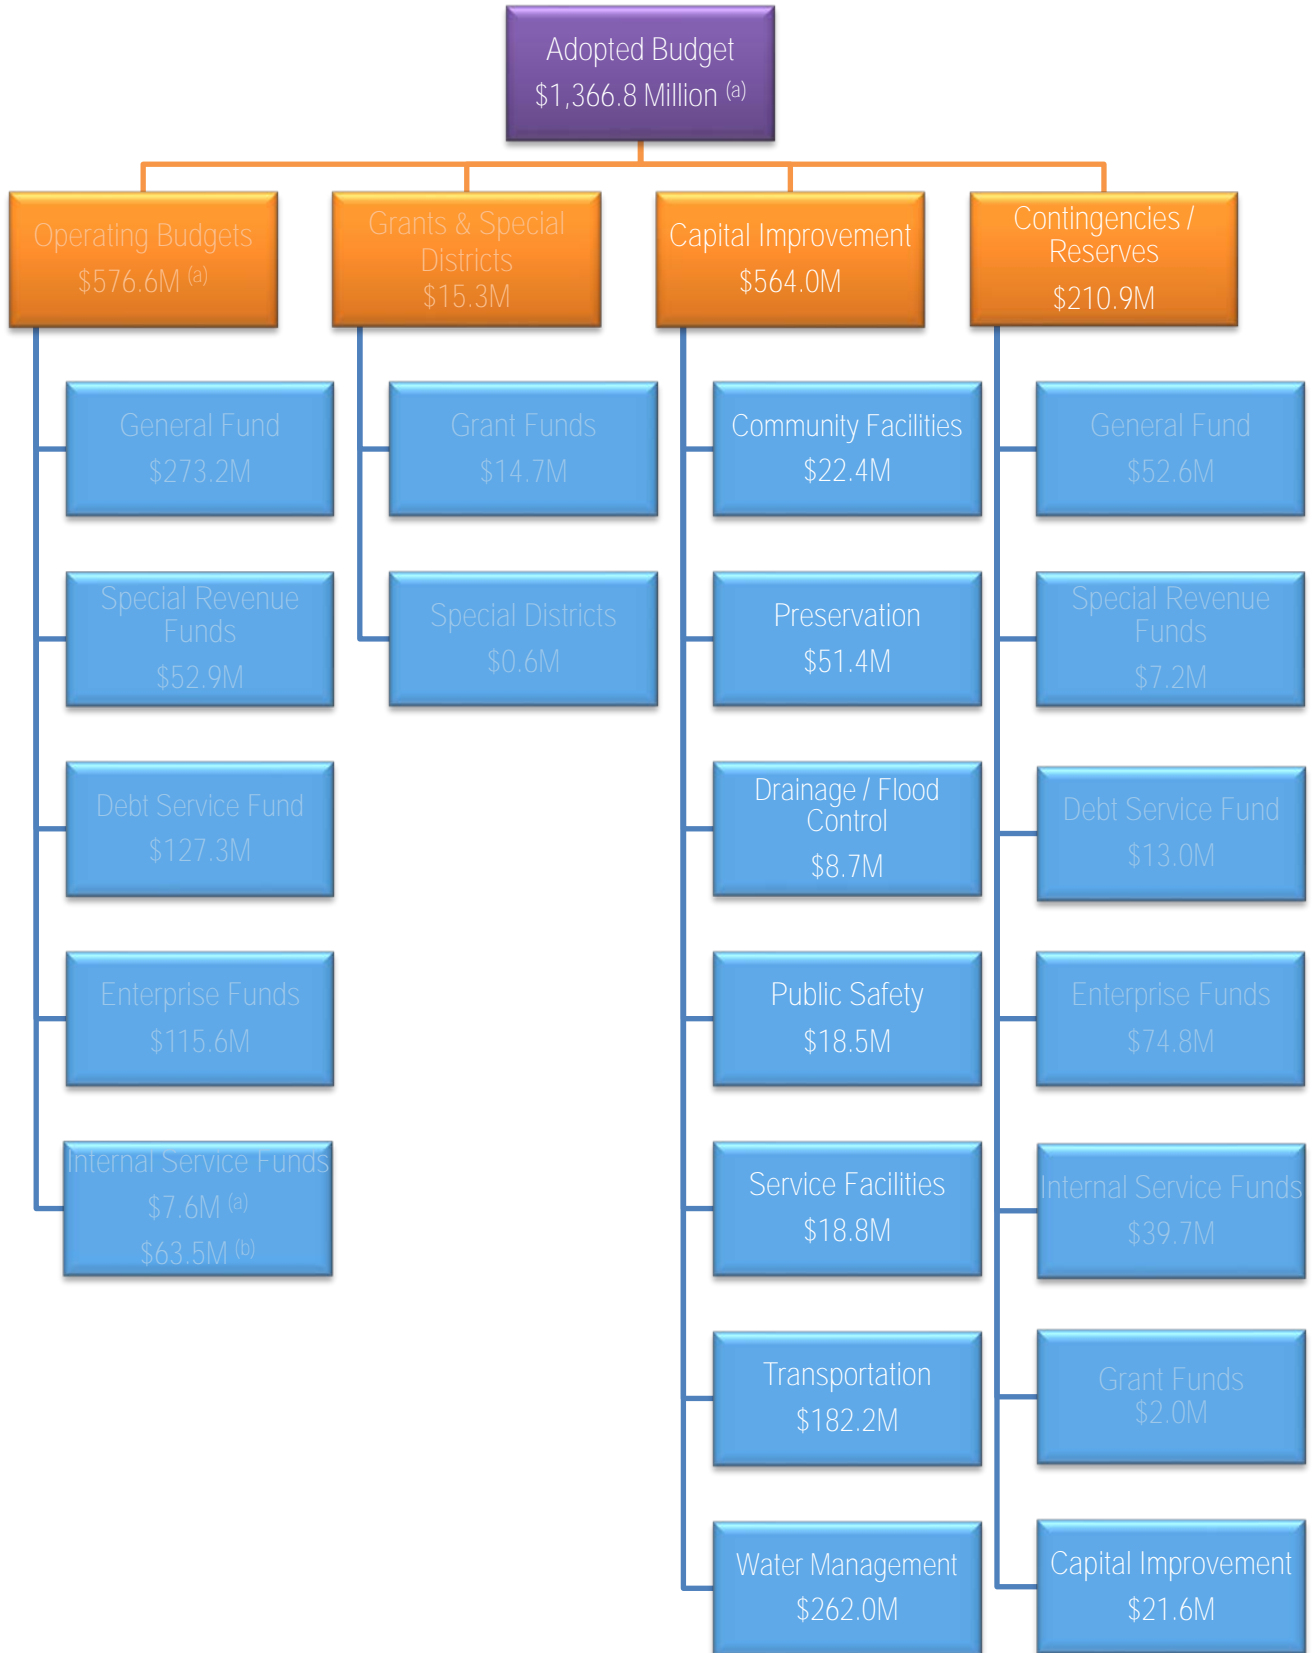 Adopted Budget
$1,366.8 Million (a)
Operating Budgets
$576.6M (a)
Grants & Special
Districts
$15.3M
Capital Improvement
$564.0M
Contingencies /
Reserves
$210.9M
General Fund
$273.2M
Special Revenue
Funds
$52.9M
Debt Service Fund
$127.3M
Enterprise Funds
$115.6M
Internal Service Funds
$7.6M (a)
$63.5M (b)
Grant Funds
$14.7M
Special Districts
$0.6M
Community Facilities
$22.4M
Preservation
$51.4M
Drainage / Flood
Control
$8.7M
Public Safety
$18.5M
Service Facilities
$18.8M
Transportation
$182.2M
Water Management
$262.0M
General Fund
$52.6M
Special Revenue
Funds
$7.2M
Debt Service Fund
$13.0M
Enterprise Funds
$74.8M
Internal Service Funds
$39.7M
Grant Funds
$2.0M
Capital Improvement
$21.6M